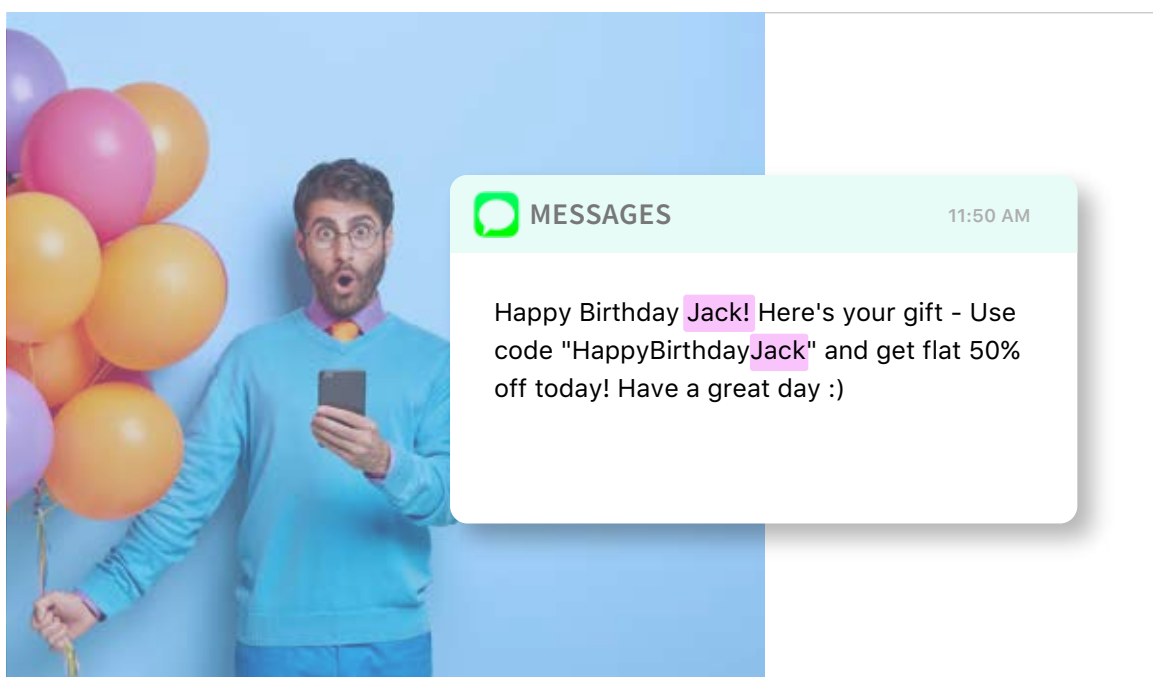 MESSAGES
11:50 AM
Happy Birthday Jack! Here's your gift - Use
code "HappyBirthdayJack" and get flat 50%
off today! Have a great day :)